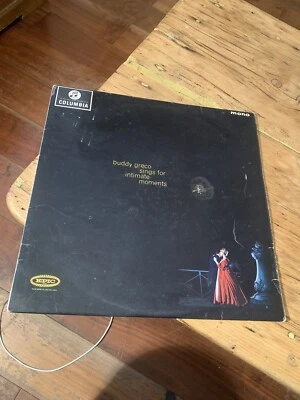 COLUMBIA
mono
buddy greco
sings for
intimate
moments
EPIC